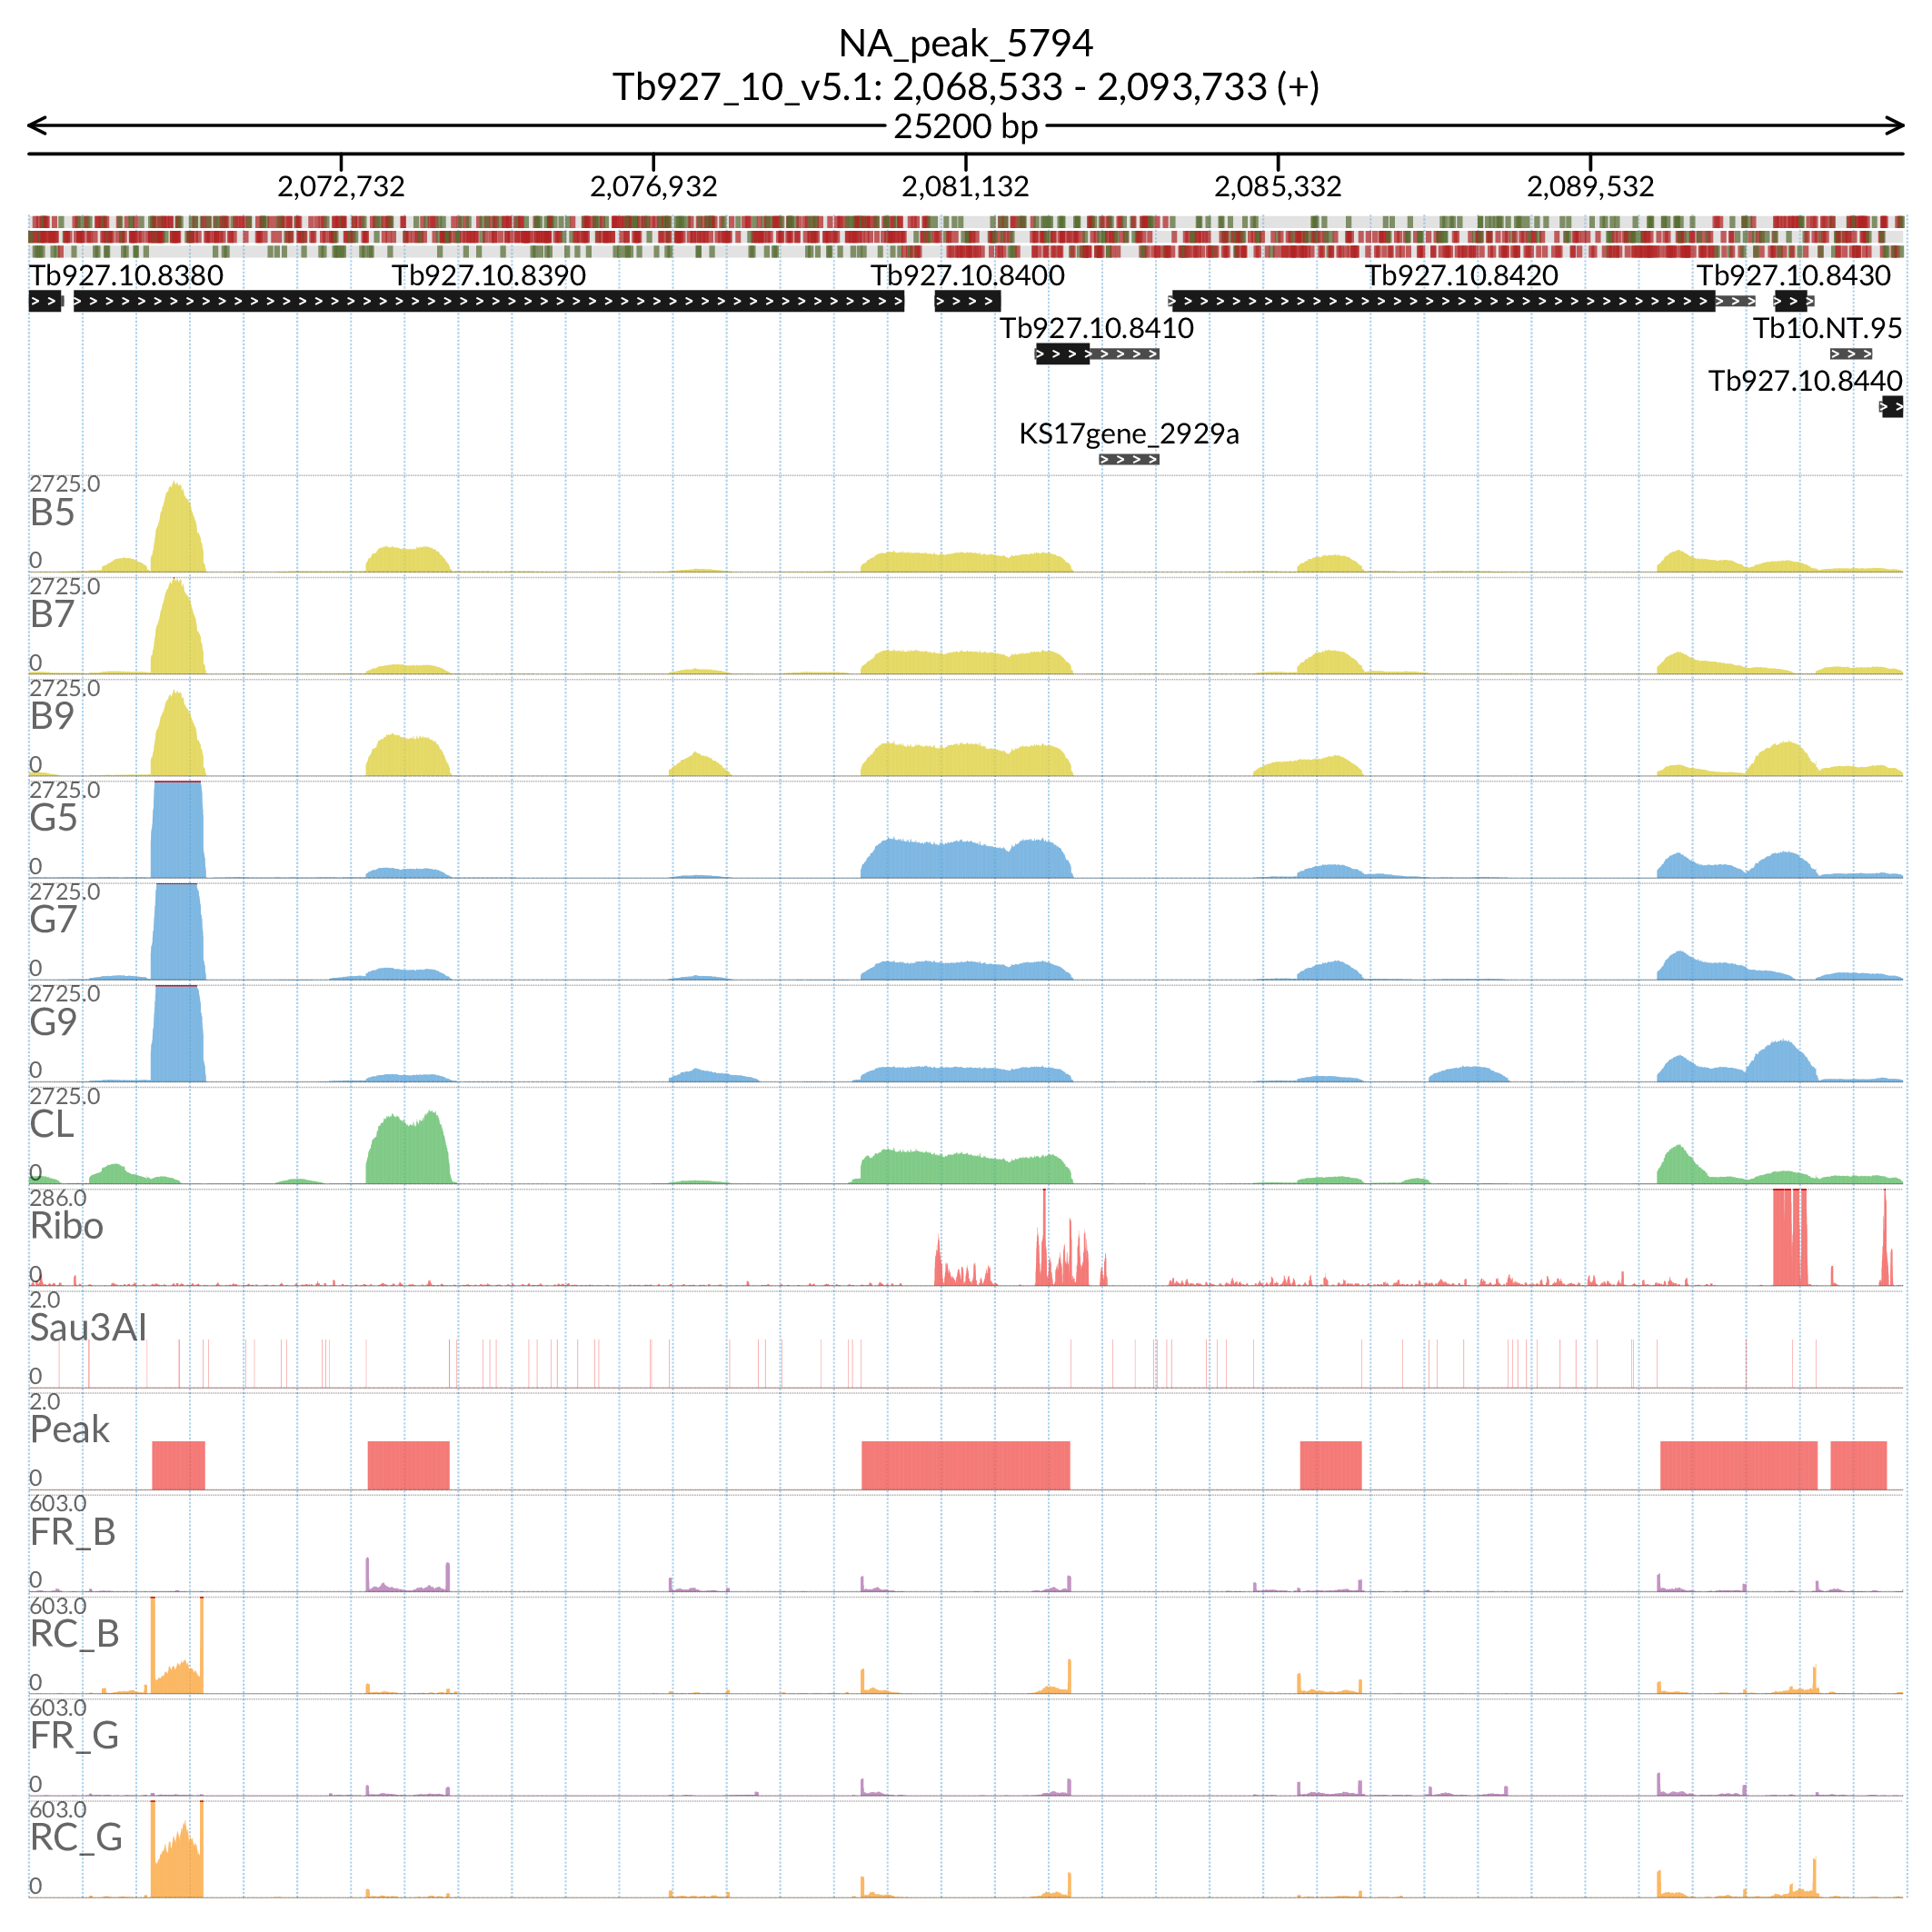 NA_peak_5794
Tb927_10_v5.1: 2,068,533 - 2,093,733 (+)
25200 bp
2,072,732 2,076,932 2,081,132 2,085,332 2,089,532
Tb927.10.8380 Tb927.10.8390 Tb927.10.8400 Tb927.10.8420 Tb927.10.8430
Tb927.10.8410 Tb10.NT.95
Tb927.10.8440
KS17gene_2929a
2725.0
B5
0
2725.0
B7
0
2725.0
B9
0
2725.0
G5
0
2725.0
G7
0
2725.0
G9
0
2725.0
CL
0
286.0
Ribo
0
2.0
Sau3AI
0
2.0
Peak
0
603.0
FR_B
0
603.0
RC_B
0
603.0
FR_G
0
603.0
RC_G
0